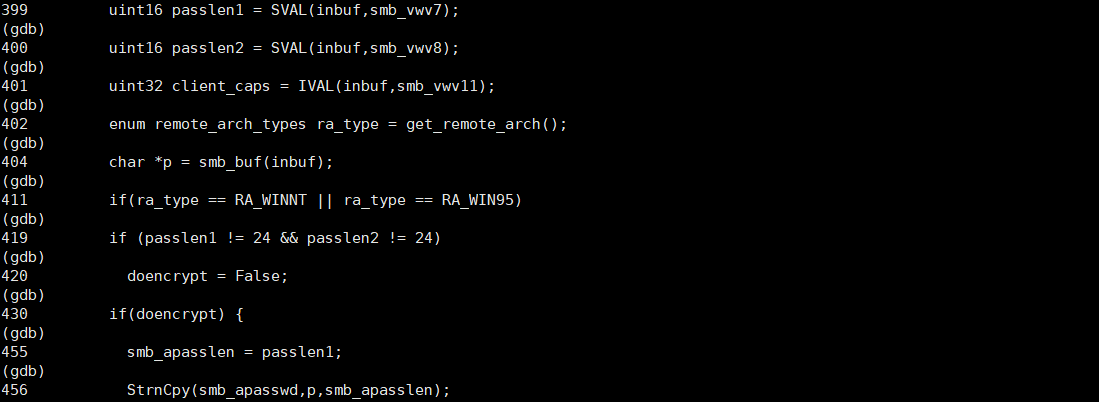 399         uint16 passlen1 = SVAL(inbuf,smb_vwv7);
(gdb)
400         uint16 passlen2 = SVAL(inbuf,smb_vwv8);
(gdb)
401         uint32 client_caps = IVAL(inbuf,smb_vwv11);
(gdb)
402         enum remote_arch_types ra_type = get_remote_arch();
(gdb)
404         char *p = smb_buf(inbuf);
(gdb)
411         if(ra_type == RA_WINNT || ra_type == RA_WIN95)
(gdb)
419         if (passlen1 != 24 && passlen2 != 24)
(gdb)
420           doencrypt = False;
(gdb)
430         if(doencrypt) {
(gdb)
455           smb_apasslen = passlen1;
(gdb)
456           StrnCpy(smb_apasswd,p,smb_apasslen);